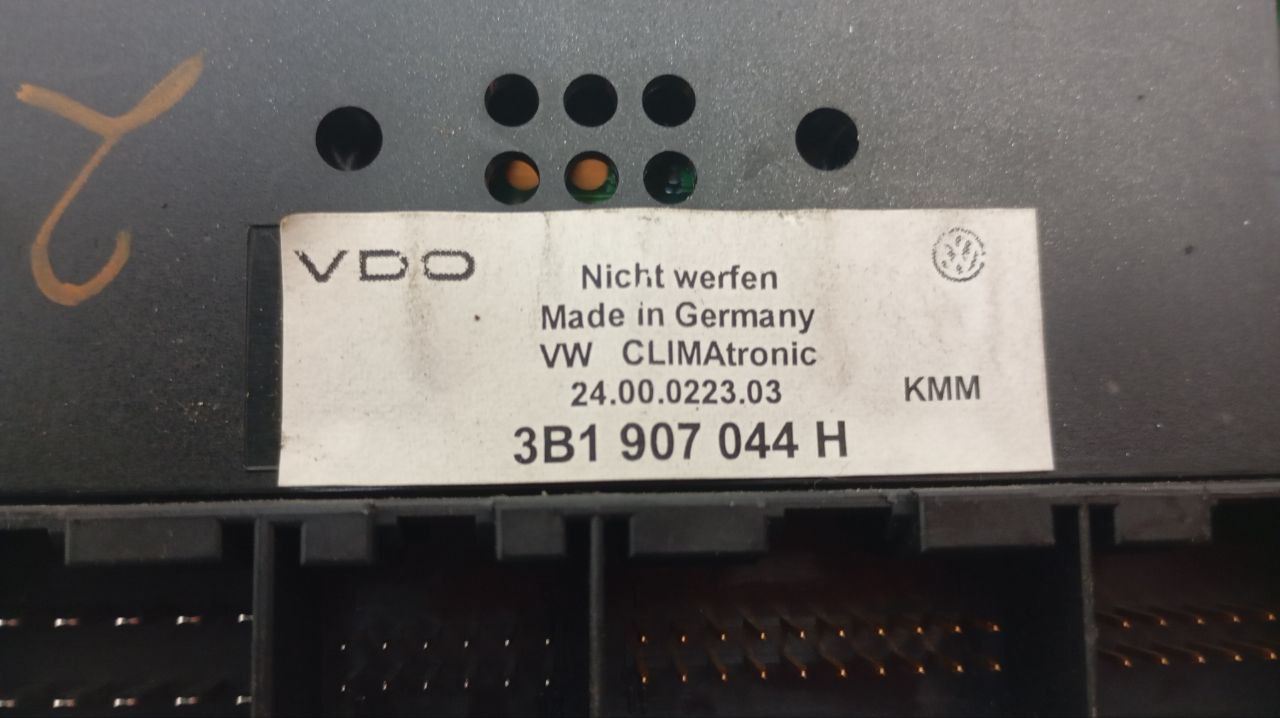 VDO
Nicht werfen
Made in Germany
VW CLIMAtronic
24.00.0223.03
KMM
3B1 907 044 H